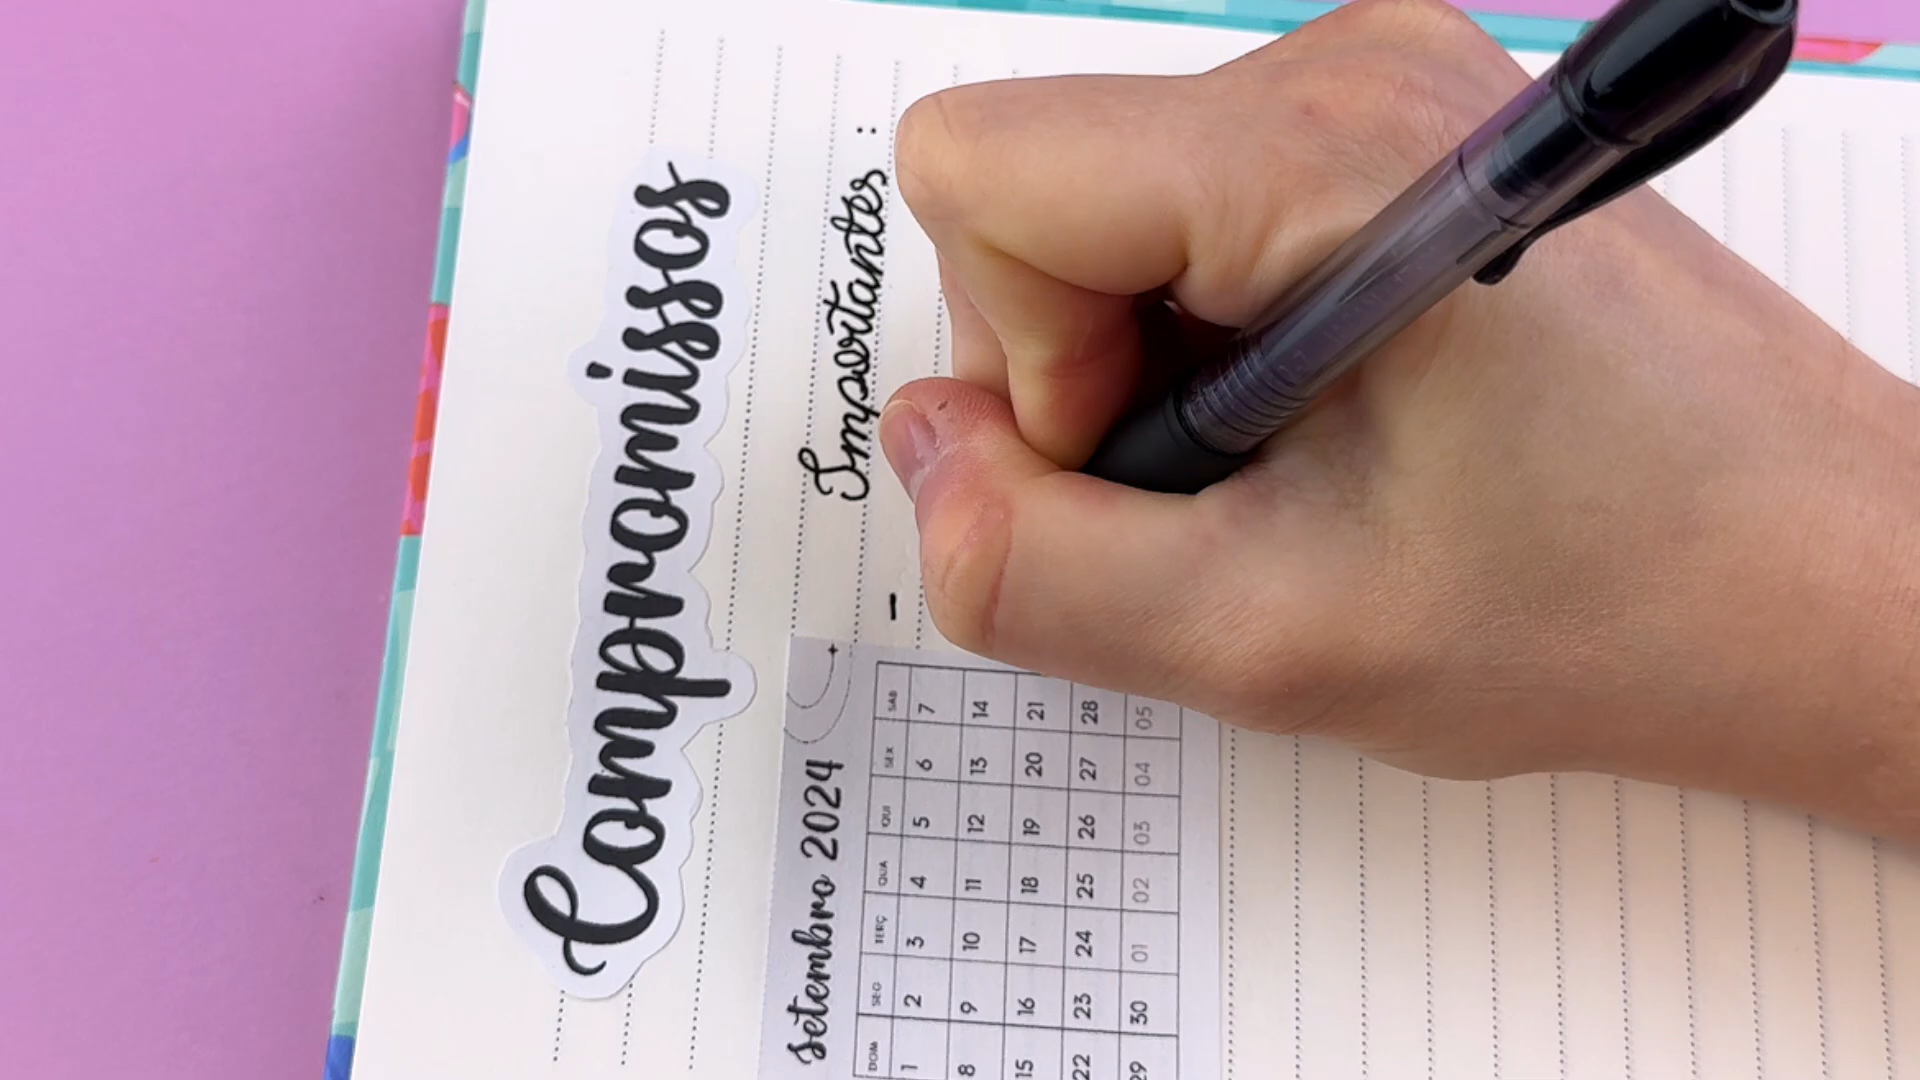 Compromissos
Importantes :
-
setembro 2024
DOM SEG TERÇ QUA QUI SEX SAB
1 2 3 4 5 6 7
8 9 10 11 12 13 14
15 16 17 18 19 20 21
22 23 24 25 26 27 28
29 30 01 02 03 04 05